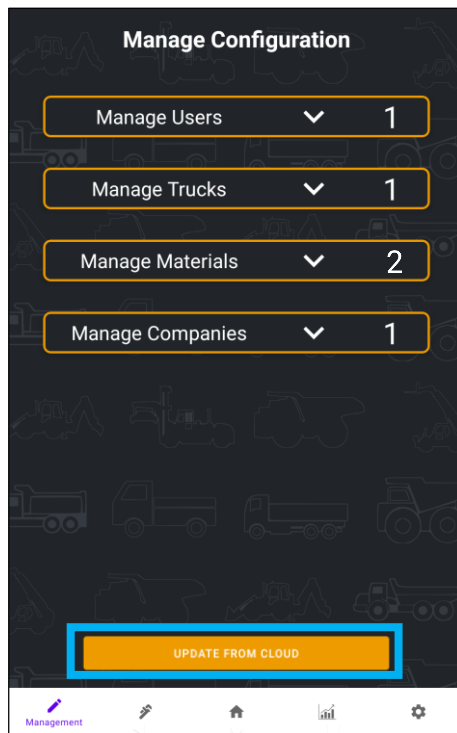 Manage Configuration
Manage Users 1
Manage Trucks 1
Manage Materials 2
Manage Companies 1
UPDATE FROM CLOUD
Management